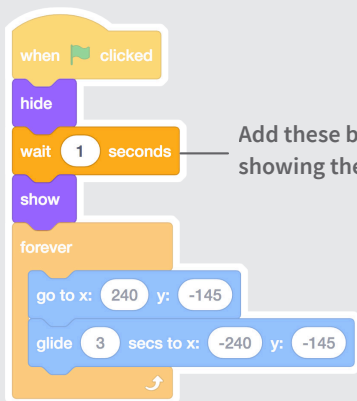 when clicked
hide
wait 1 seconds
Add these b
showing the
show
forever
go to x: 240 y: -145
glide 3 secs to x: -240 y: -145